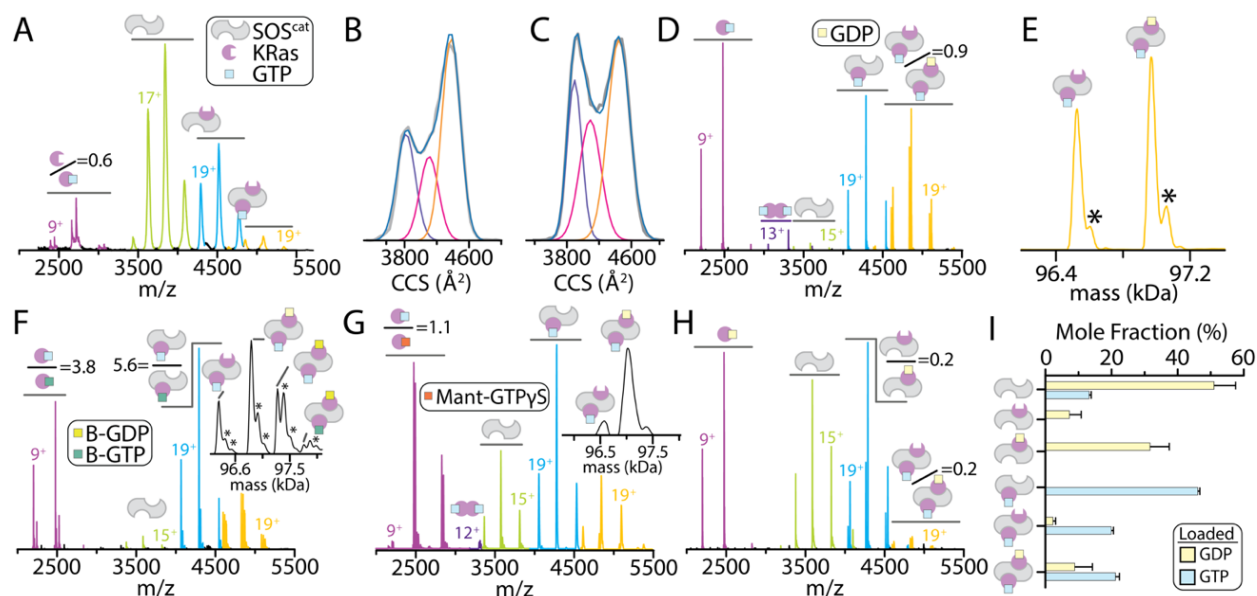 A
SOS^cat
KRas
GTP
=0.6
9+
17+
19+
19+
2500 3500 4500 5500
m/z
B
3800 4600
CCS (Å²)
C
3800 4600
CCS (Å²)
D
GDP
=0.9
9+
13+
15+
19+
19+
2500 3500 4500 5500
m/z
E
*
*
96.4 97.2
mass (kDa)
F
=3.8
5.6=
B-GDP
B-GTP
9+
15+
19+
19+
* * * * * * *
96.6 97.5
mass (kDa)
2500 3500 4500 5500
m/z
G
=1.1
Mant-GTPγS
9+
12+
15+
19+
19+
96.5 97.5
mass (kDa)
2500 3500 4500 5500
m/z
H
=0.2
=0.2
9+
15+
19+
19+
2500 3500 4500 5500
m/z
I
Mole Fraction (%)
0 20 40 60
Loaded
GDP
GTP